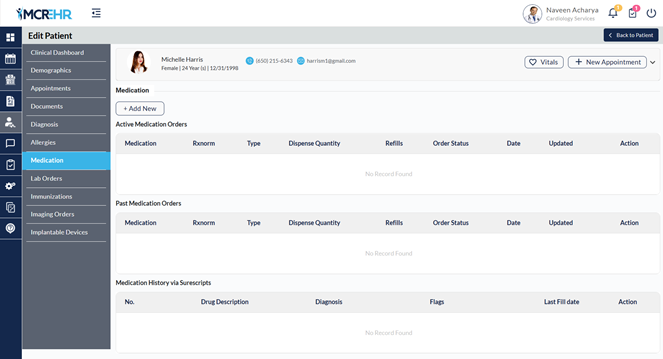 MCREHR
Naveen Acharya
Cardiology Services
1
5
Edit Patient
Back to Patient
Clinical Dashboard
Demographics
Appointments
Documents
Diagnosis
Allergies
Medication
Lab Orders
Immunizations
Imaging Orders
Implantable Devices
Michelle Harris
Female | 24 Year (s) | 12/31/1998
(650) 215-6343
harrism1@gmail.com
Vitals
+ New Appointment
Medication
+ Add New
Active Medication Orders
Medication Rxnorm Type Dispense Quantity Refills Order Status Date Updated Action
No Record Found
Past Medication Orders
Medication Rxnorm Type Dispense Quantity Refills Order Status Date Updated Action
No Record Found
Medication History via Surescripts
No. Drug Description Diagnosis Flags Last Fill date Action
No Record Found